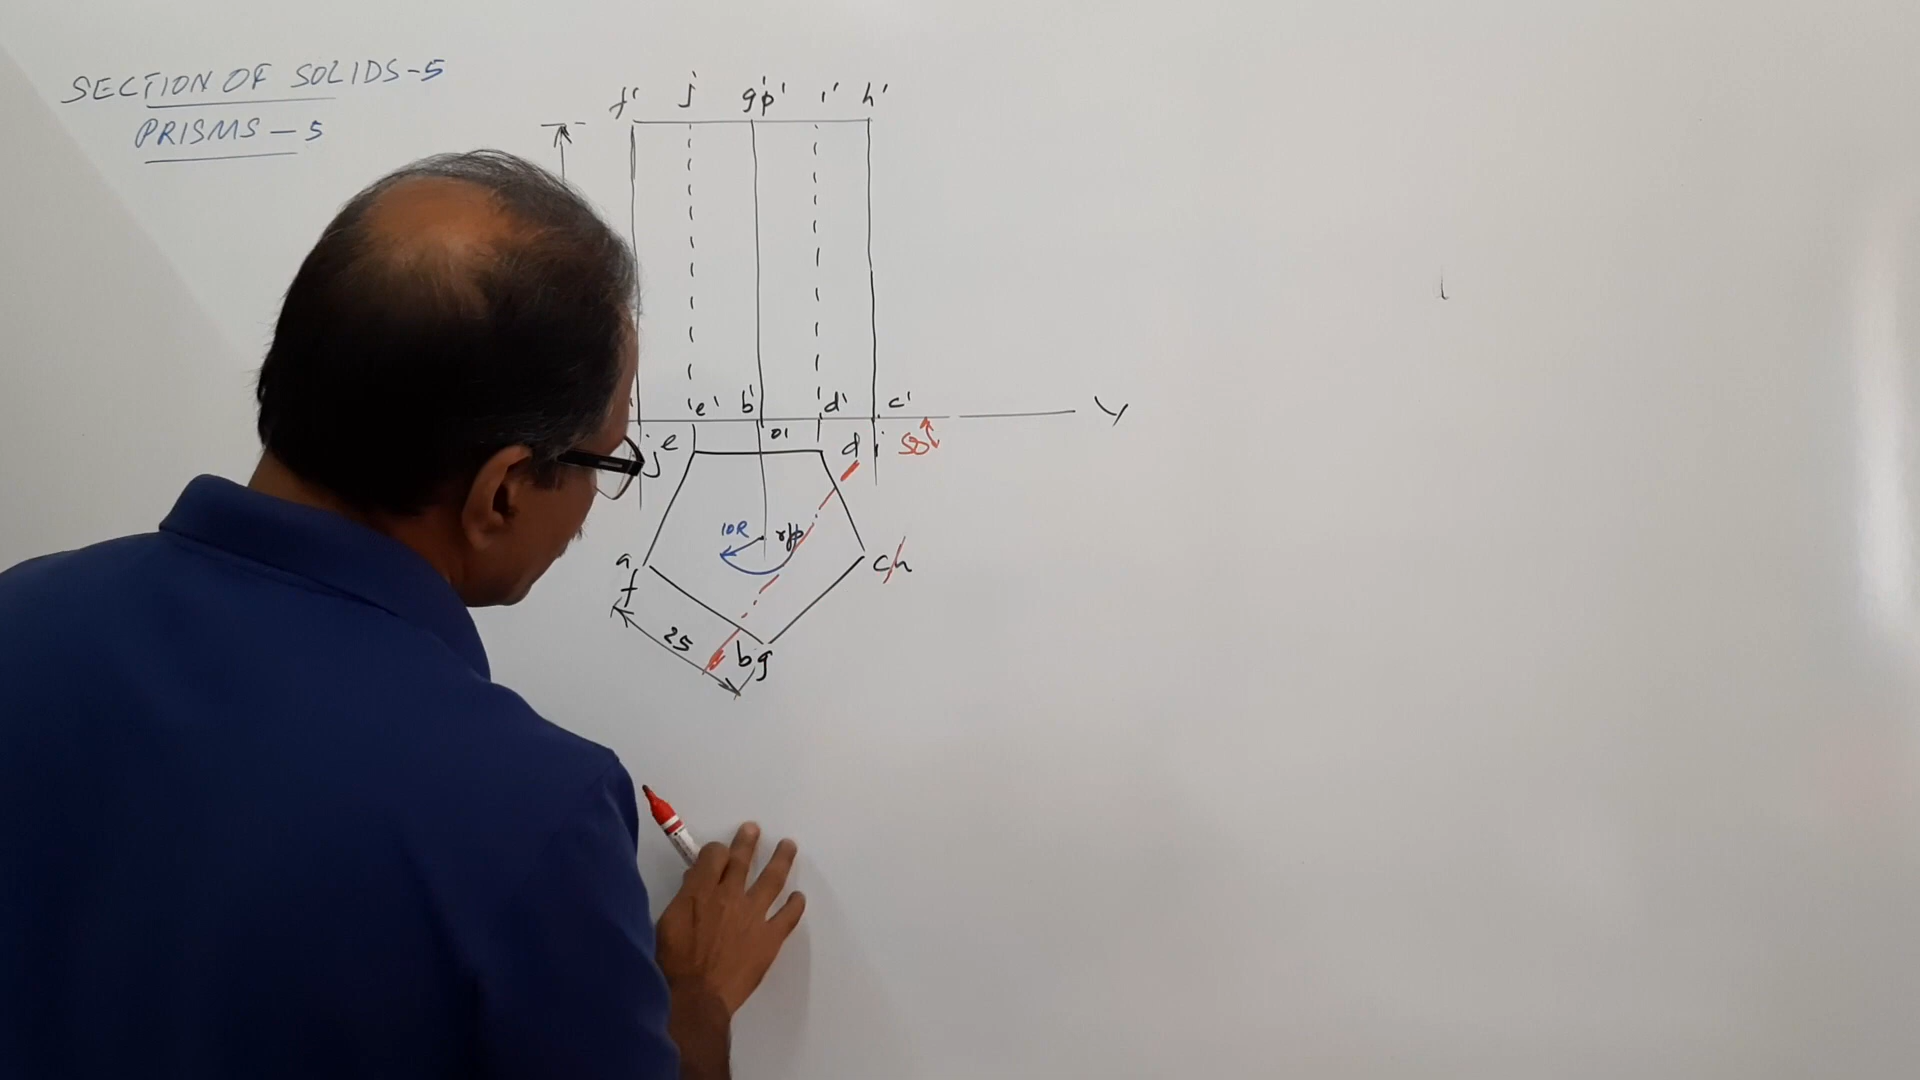 SECTION OF SOLIDS-5
PRISMS-5
f' j' g'p' i' h'
' e' b' d' c' Y
j e o1 d i 50°
10R
a c/h
f
25
b g